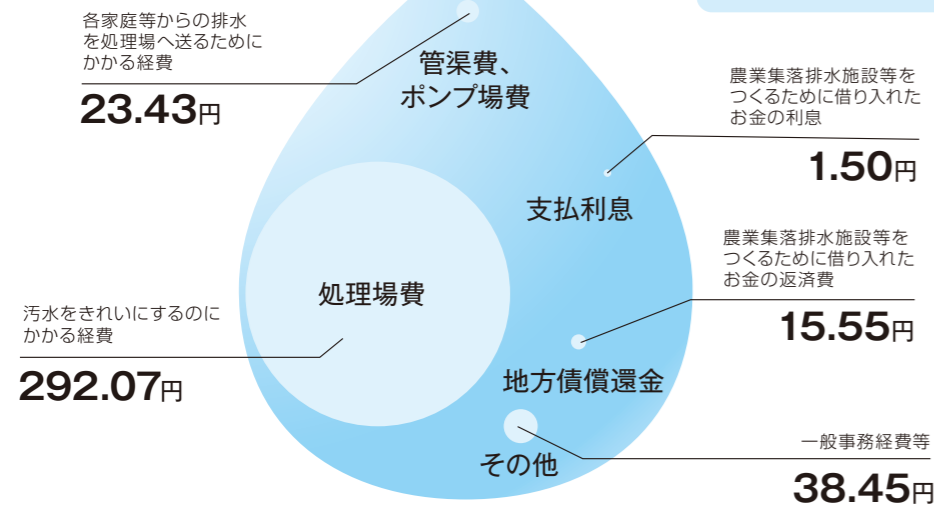 各家庭等からの排水
を処理場へ送るために
かかる経費
23.43円
管渠費、
ポンプ場費
農業集落排水施設等を
つくるために借り入れた
お金の利息
1.50円
支払利息
農業集落排水施設等を
つくるために借り入れた
お金の返済費
15.55円
処理場費
汚水をきれいにするのに
かかる経費
292.07円
地方債償還金
その他
一般事務経費等
38.45円